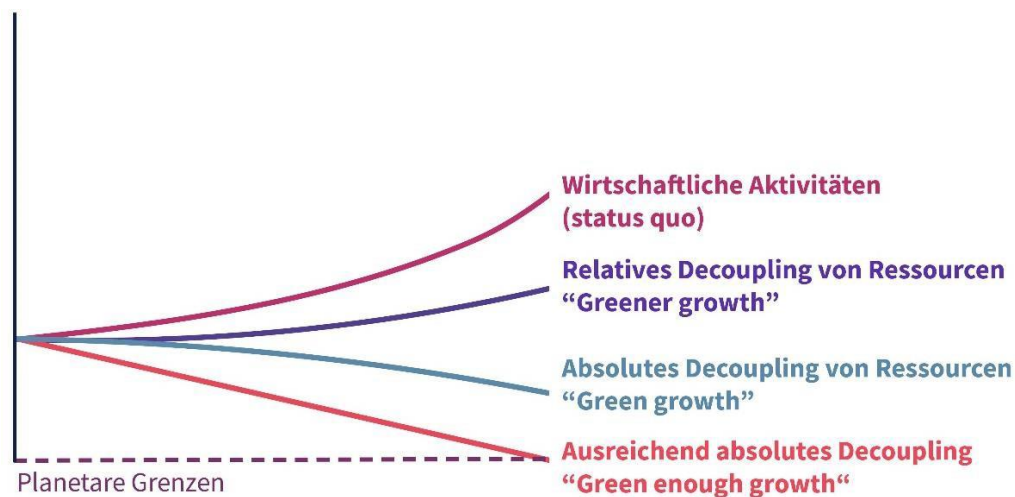 Wirtschaftliche Aktivitäten
(status quo)
Relatives Decoupling von Ressourcen
“Greener growth”
Absolutes Decoupling von Ressourcen
“Green growth”
Ausreichend absolutes Decoupling
“Green enough growth“
Planetare Grenzen